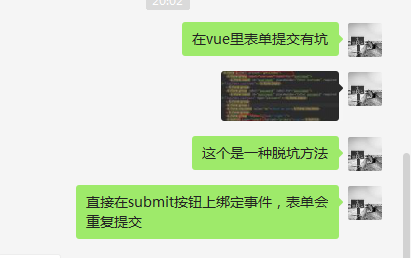 20:02
在vue里表单提交有坑
这个是一种脱坑方法
直接在submit按钮上绑定事件，表单会
重复提交